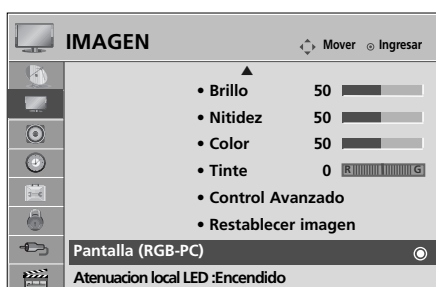 IMAGEN Mover Ingresar
• Brillo 50
• Nitidez 50
• Color 50
• Tinte 0 R G
• Control Avanzado
• Restablecer imagen
Pantalla (RGB-PC)
Atenuacion local LED :Encendido